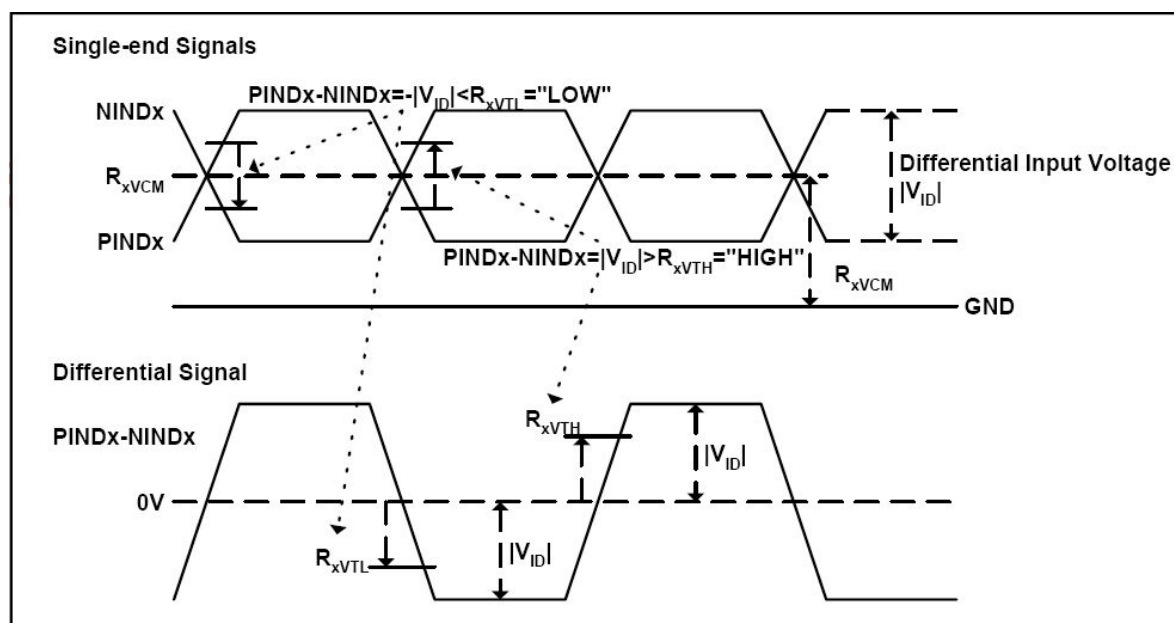 Single-end Signals
PINDx-NINDx=-|VID|<RxVTL="LOW"
NINDx
RxVCM
PINDx
Differential Input Voltage
|VID|
PINDx-NINDx=|VID|>RxVTH="HIGH"
RxVCM
GND
Differential Signal
PINDx-NINDx
RxVTH
|VID|
0V
RxVTL
|VID|